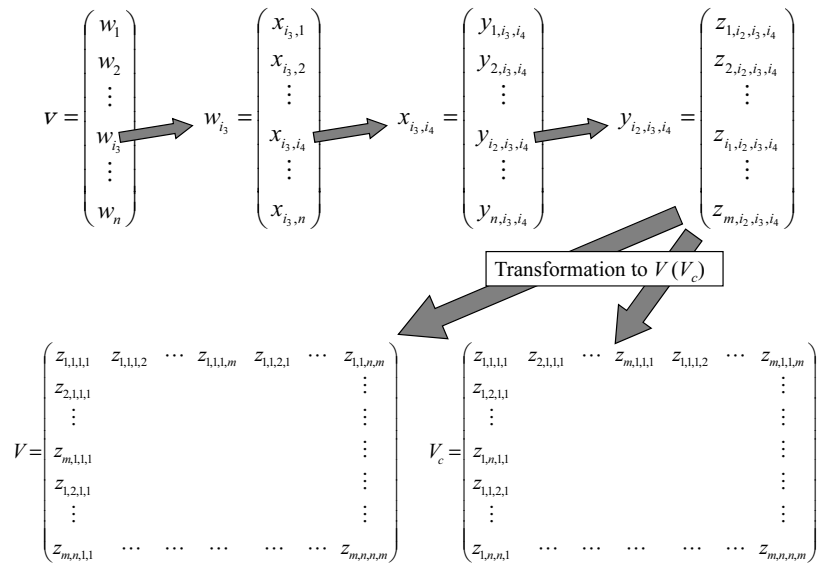 v = ( w_1 w_2 ⋮ w_{i_3} ⋮ w_n )
w_{i_3} = ( x_{i_3,1} x_{i_3,2} ⋮ x_{i_3,i_4} ⋮ x_{i_3,n} )
x_{i_3,i_4} = ( y_{1,i_3,i_4} y_{2,i_3,i_4} ⋮ y_{i_2,i_3,i_4} ⋮ y_{n,i_3,i_4} )
y_{i_2,i_3,i_4} = ( z_{1,i_2,i_3,i_4} z_{2,i_2,i_3,i_4} ⋮ z_{i_1,i_2,i_3,i_4} ⋮ z_{m,i_2,i_3,i_4} )
Transformation to V(V_c)
V =
z_{1,1,1,1} z_{1,1,1,2} ⋯ z_{1,1,1,m} z_{1,1,2,1} ⋯ z_{1,1,n,m}
z_{2,1,1,1} ⋮
⋮ ⋮
z_{m,1,1,1} ⋮
z_{1,2,1,1} ⋮
⋮ ⋮
z_{m,n,1,1} ⋯ ⋯ ⋯ ⋯ ⋯ z_{m,n,n,m}
V_c =
z_{1,1,1,1} z_{2,1,1,1} ⋯ z_{m,1,1,1} z_{1,1,1,2} ⋯ z_{m,1,1,m}
z_{1,2,1,1} ⋮
⋮ ⋮
z_{1,n,1,1} ⋮
z_{1,1,2,1} ⋮
⋮ ⋮
z_{1,n,n,1} ⋯ ⋯ ⋯ ⋯ ⋯ z_{m,n,n,m}